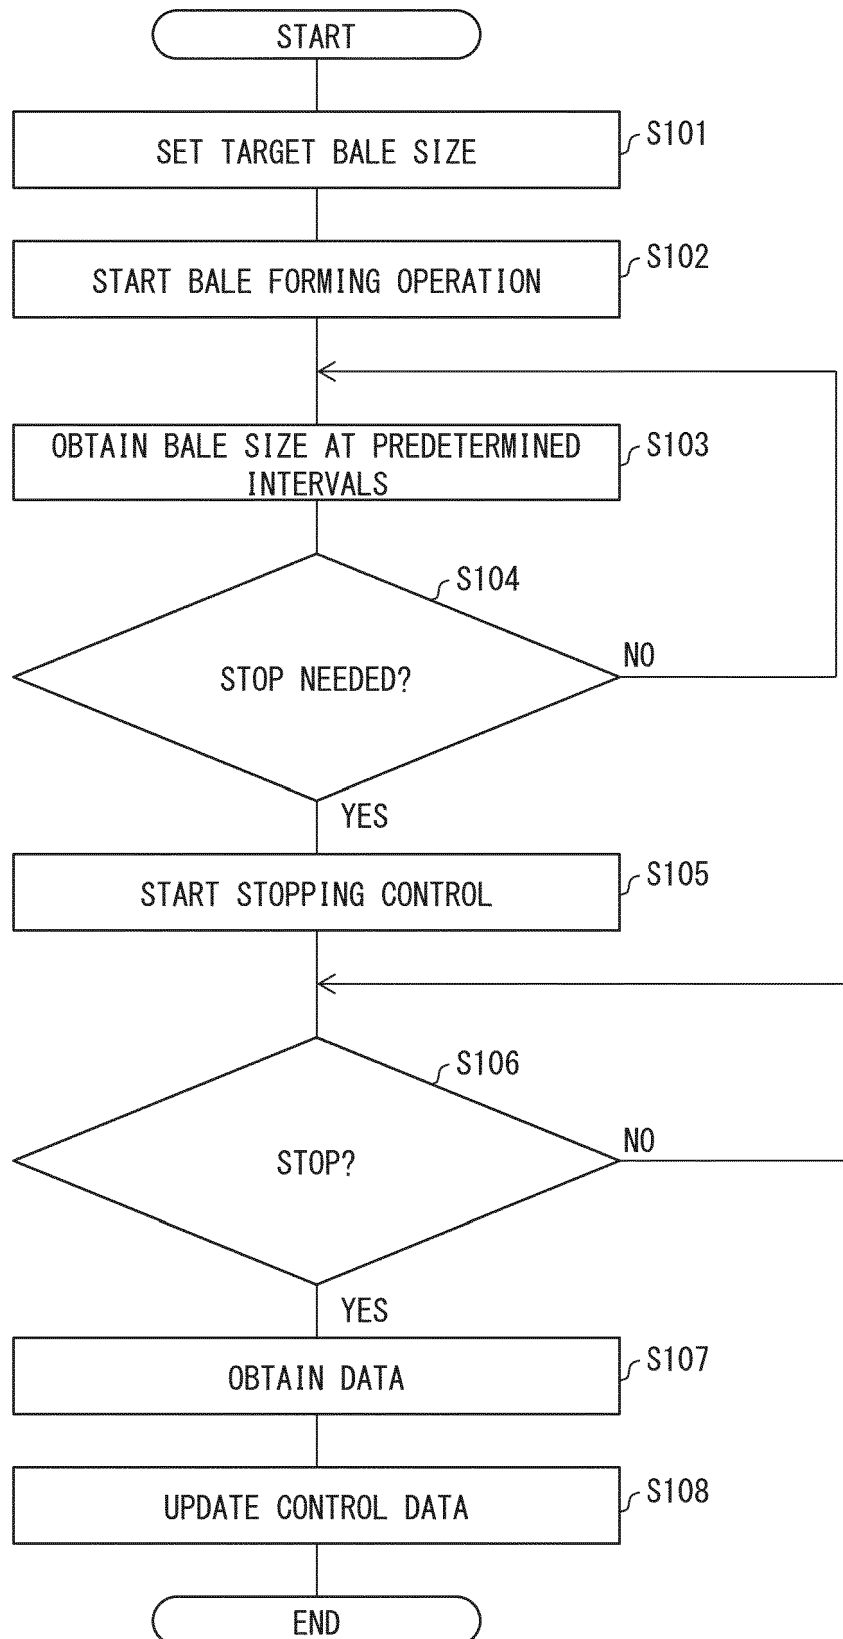 START
SET TARGET BALE SIZE
S101
START BALE FORMING OPERATION
S102
OBTAIN BALE SIZE AT PREDETERMINED
INTERVALS
S103
S104
STOP NEEDED?
NO
YES
START STOPPING CONTROL
S105
S106
STOP?
NO
YES
OBTAIN DATA
S107
UPDATE CONTROL DATA
S108
END